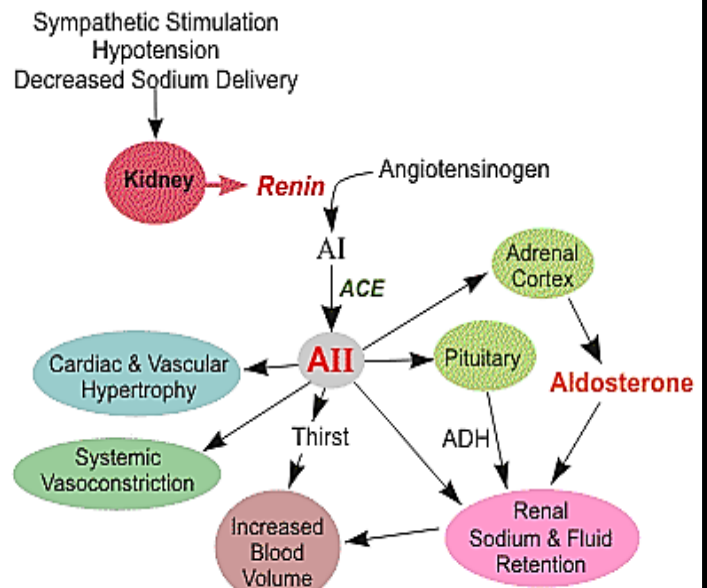 Sympathetic Stimulation
Hypotension
Decreased Sodium Delivery
Kidney
Renin
Angiotensinogen
AI
ACE
Adrenal
Cortex
AII
Pituitary
Cardiac & Vascular
Hypertrophy
Aldosterone
Thirst
ADH
Systemic
Vasoconstriction
Increased
Blood
Volume
Renal
Sodium & Fluid
Retention